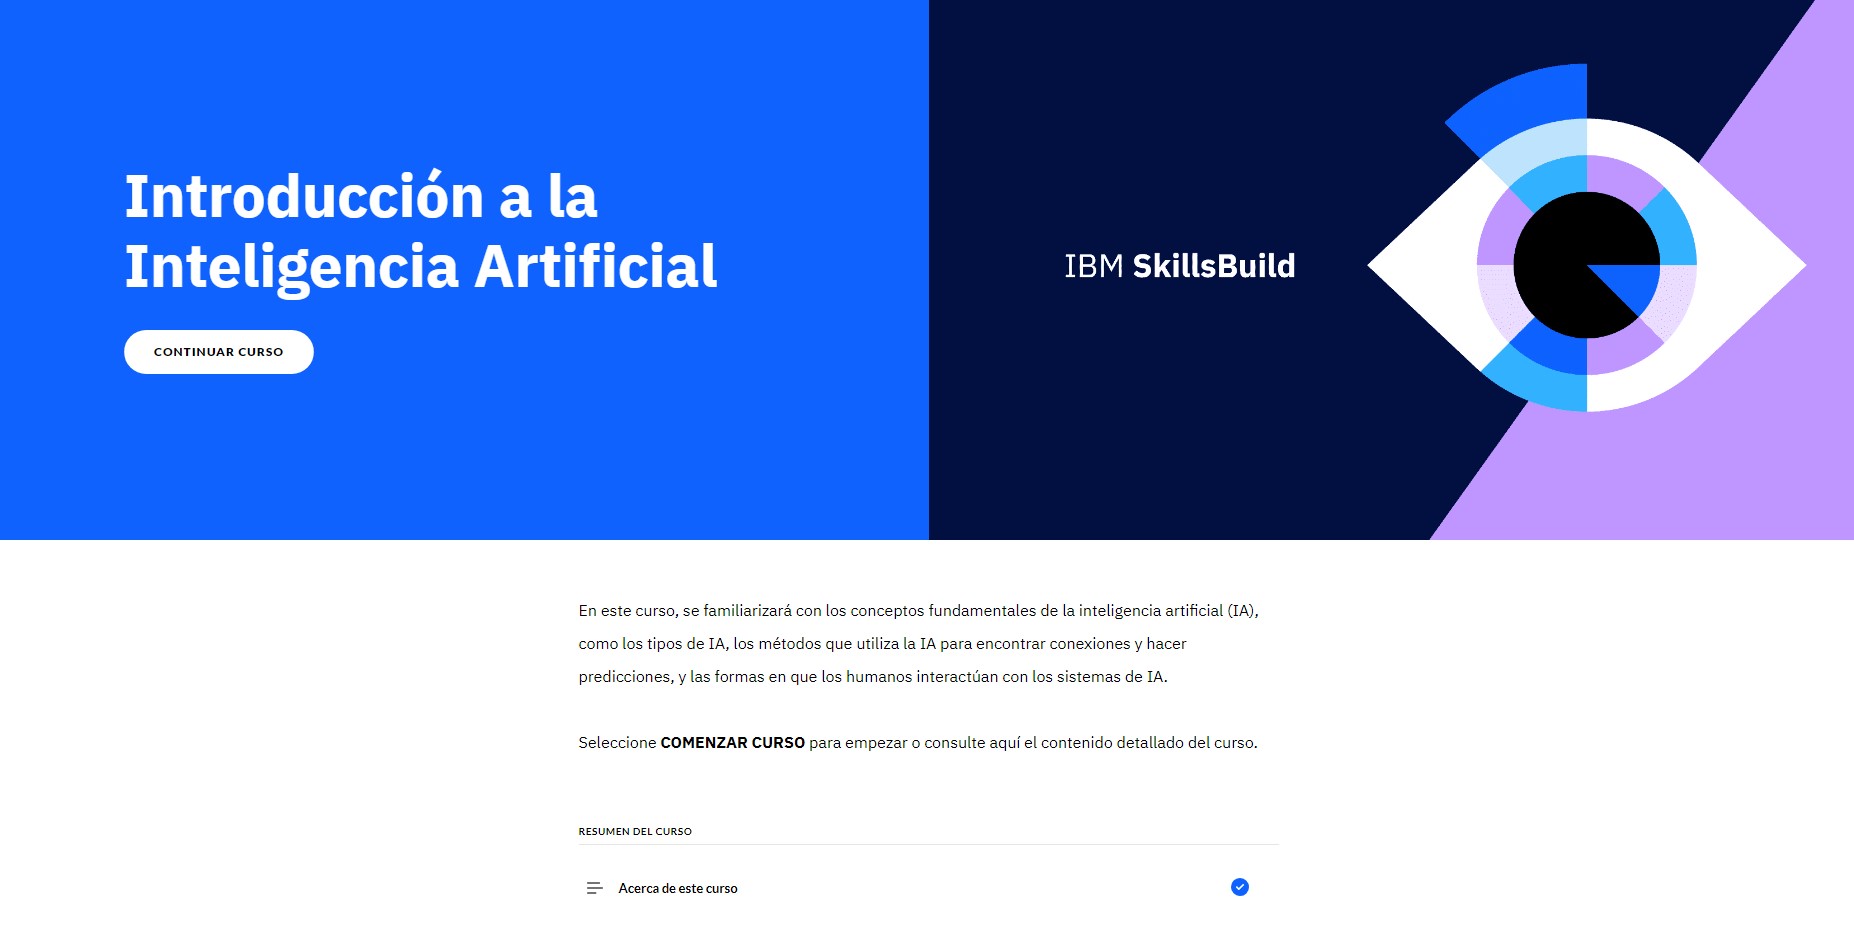 Introducción a la
Inteligencia Artificial
CONTINUAR CURSO
IBM SkillsBuild
En este curso, se familiarizará con los conceptos fundamentales de la inteligencia artificial (IA),
como los tipos de IA, los métodos que utiliza la IA para encontrar conexiones y hacer
predicciones, y las formas en que los humanos interactúan con los sistemas de IA.
Seleccione COMENZAR CURSO para empezar o consulte aquí el contenido detallado del curso.
RESUMEN DEL CURSO
Acerca de este curso